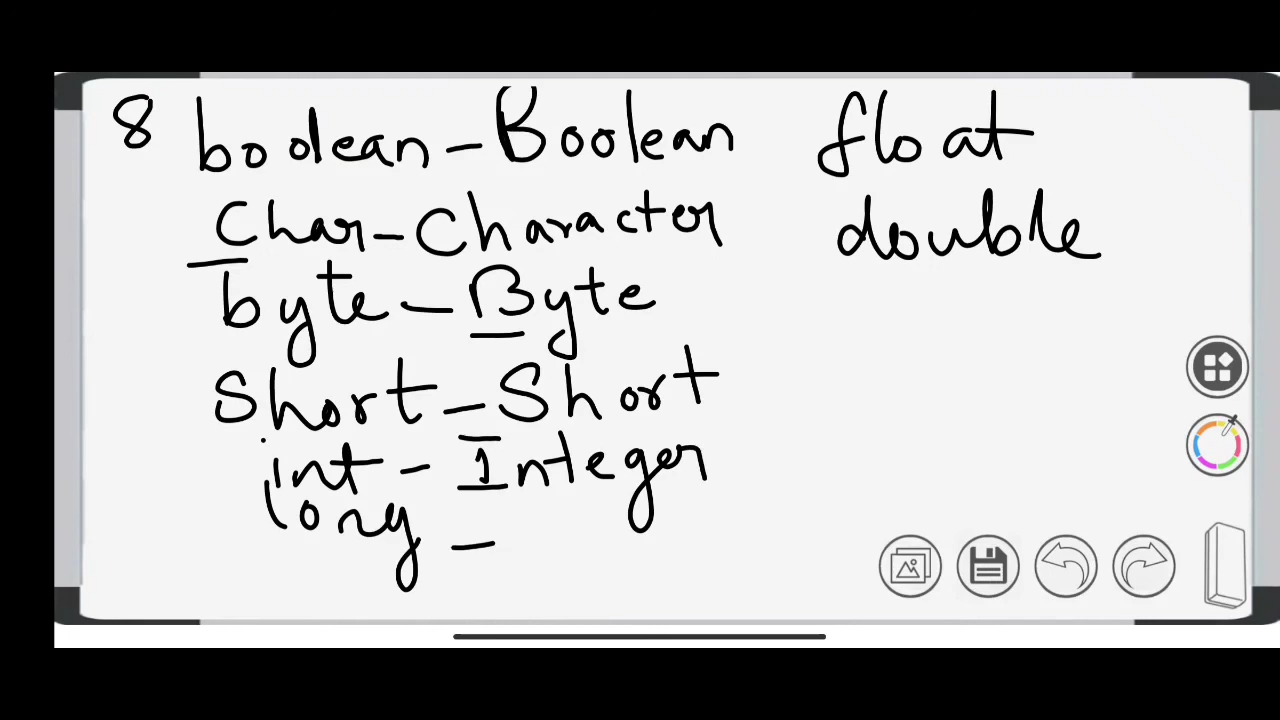 8 boolean - Boolean
Char - Character
byte - Byte
Short - Short
int - Integer
long -
float
double